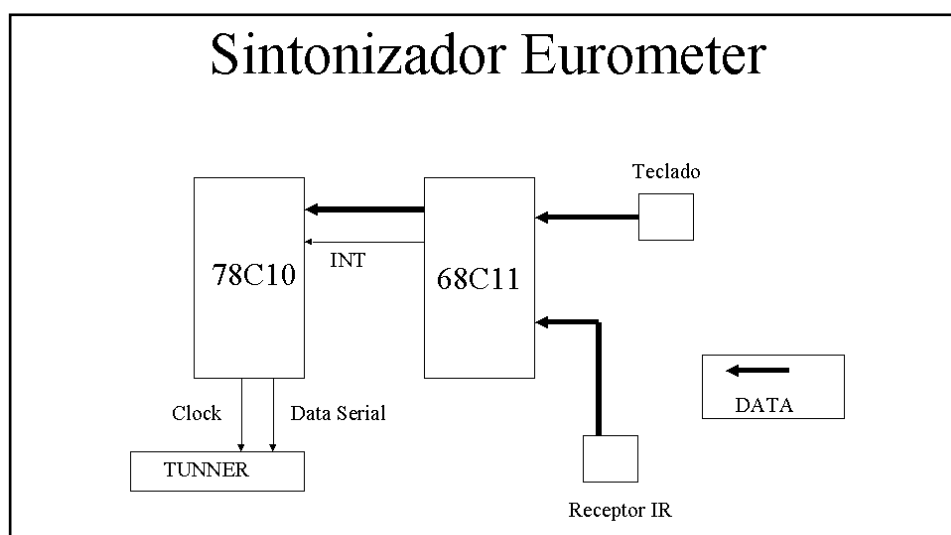 Sintonizador Eurometer
Teclado
78C10
INT
68C11
Clock
Data Serial
DATA
TUNNER
Receptor IR